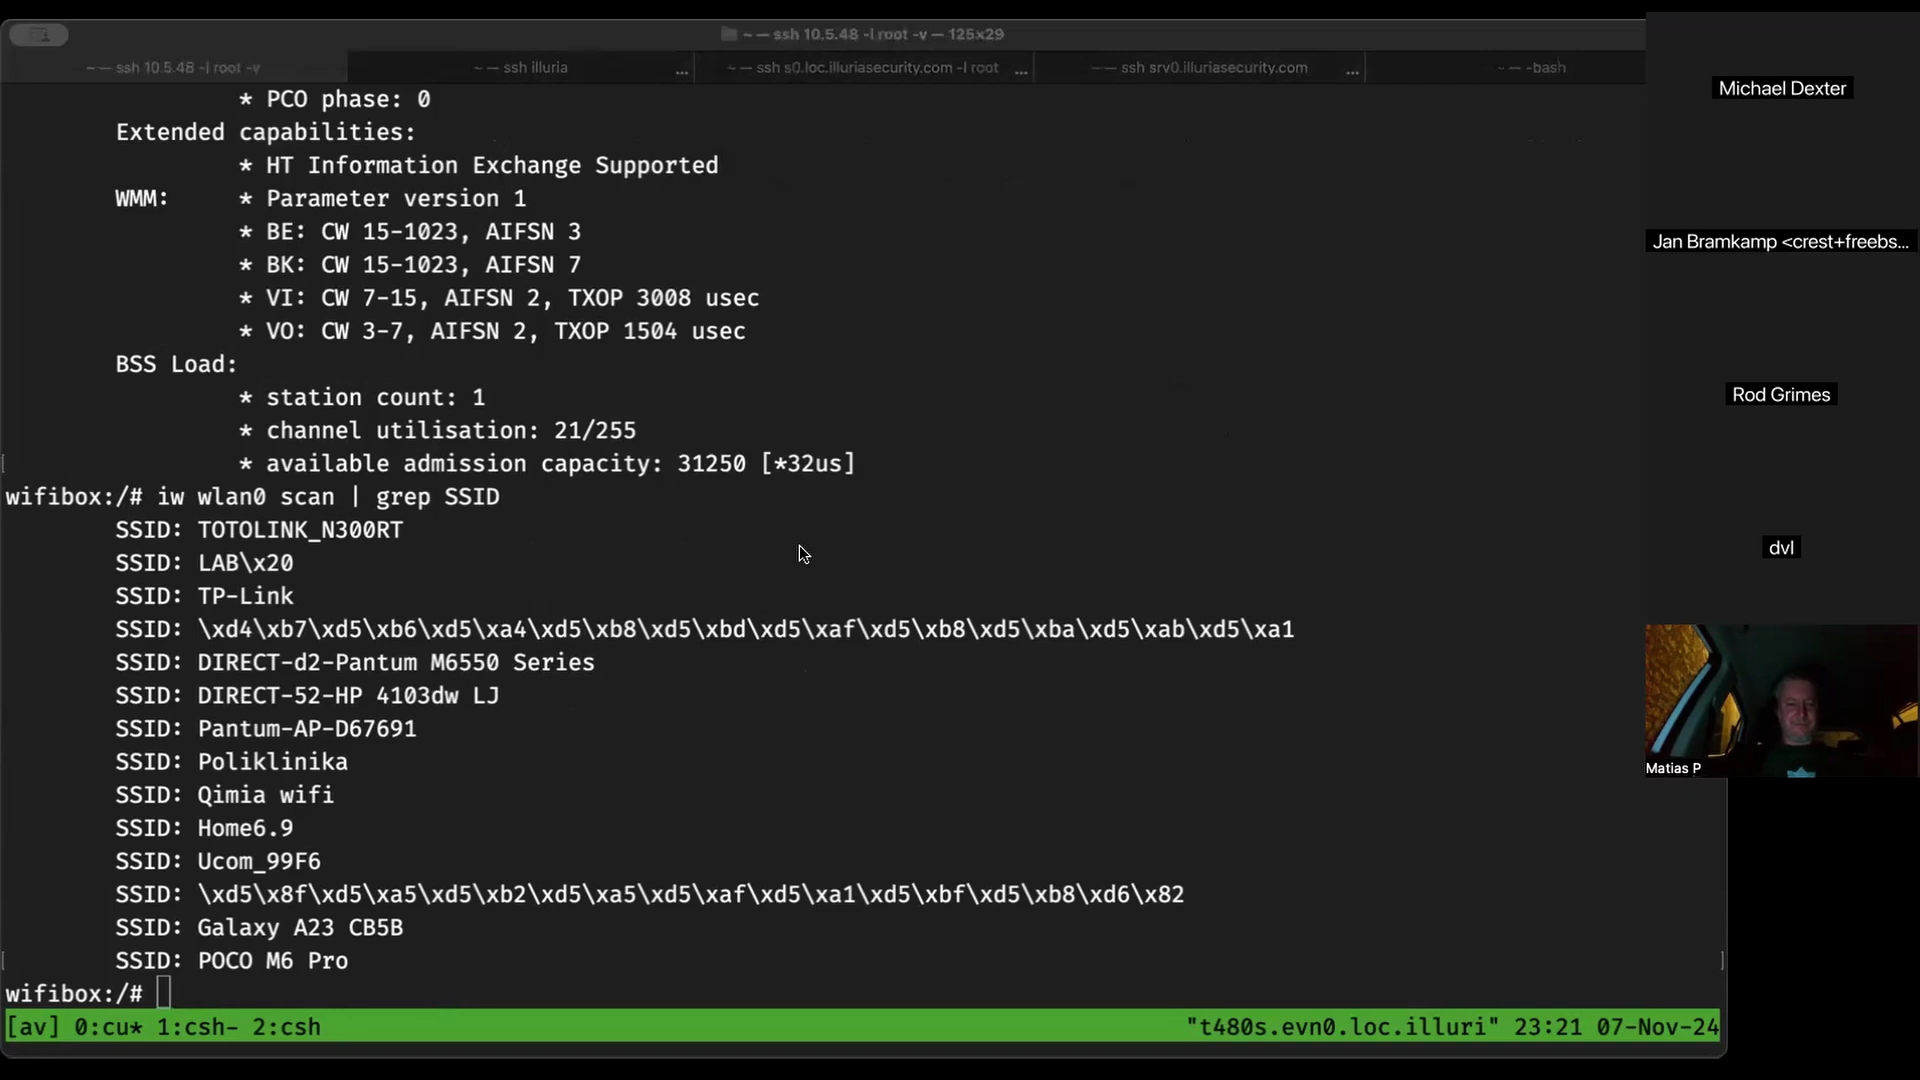 ~ — ssh 10.5.48 -l root -v — 125×29
~ — ssh 10.5.48 -l root -v
~ — ssh illuria ...
~ — ssh s0.loc.illuriasecurity.com -l root ...
~ — ssh srv0.illuriasecurity.com ...
~ — -bash
* PCO phase: 0
Extended capabilities:
* HT Information Exchange Supported
WMM: * Parameter version 1
* BE: CW 15-1023, AIFSN 3
* BK: CW 15-1023, AIFSN 7
* VI: CW 7-15, AIFSN 2, TXOP 3008 usec
* VO: CW 3-7, AIFSN 2, TXOP 1504 usec
BSS Load:
* station count: 1
* channel utilisation: 21/255
* available admission capacity: 31250 [*32us]
wifibox:/# iw wlan0 scan | grep SSID
SSID: TOTOLINK_N300RT
SSID: LAB\x20
SSID: TP-Link
SSID: \xd4\xb7\xd5\xb6\xd5\xa4\xd5\xb8\xd5\xbd\xd5\xaf\xd5\xb8\xd5\xba\xd5\xab\xd5\xa1
SSID: DIRECT-d2-Pantum M6550 Series
SSID: DIRECT-52-HP 4103dw LJ
SSID: Pantum-AP-D67691
SSID: Poliklinika
SSID: Qimia wifi
SSID: Home6.9
SSID: Ucom_99F6
SSID: \xd5\x8f\xd5\xa5\xd5\xb2\xd5\xa5\xd5\xaf\xd5\xa1\xd5\xbf\xd5\xb8\xd6\x82
SSID: Galaxy A23 CB5B
SSID: POCO M6 Pro
wifibox:/#
[av] 0:cu* 1:csh- 2:csh "t480s.evn0.loc.illuri" 23:21 07-Nov-24
Michael Dexter
Jan Bramkamp <crest+freebs...
Rod Grimes
dvl
Matias P